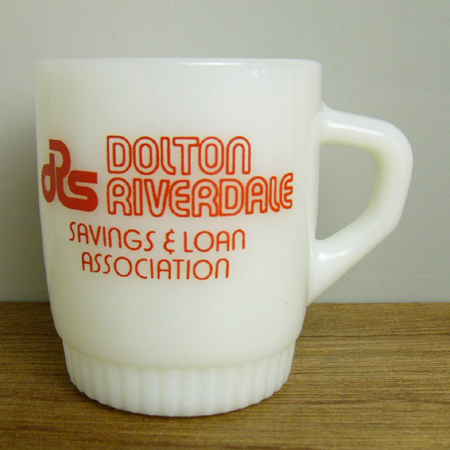 dRs
DOLTON
RIVERDALE
SAVINGS & LOAN
ASSOCIATION